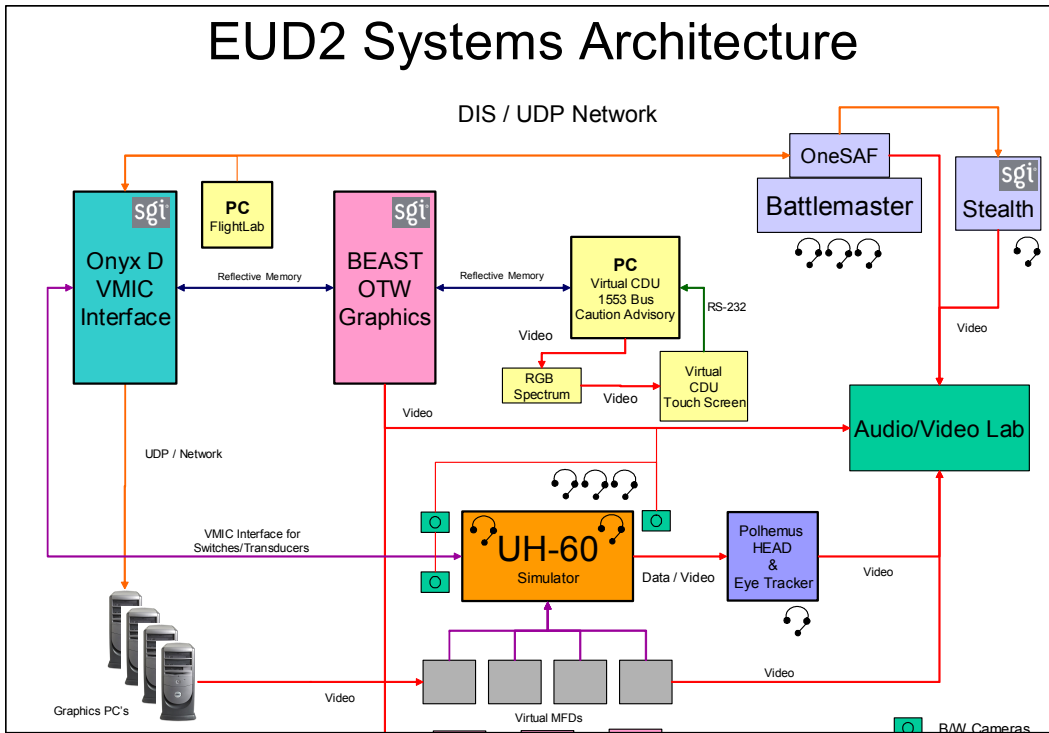 EUD2 Systems Architecture
DIS / UDP Network
OneSAF
Battlemaster
sgi
Stealth
sgi
Onyx D
VMIC
Interface
PC
FlightLab
sgi
BEAST
OTW
Graphics
Reflective Memory
Reflective Memory
PC
Virtual CDU
1553 Bus
Caution Advisory
RS-232
Video
RGB
Spectrum
Video
Virtual
CDU
Touch Screen
Video
Video
Audio/Video Lab
UDP / Network
VMIC Interface for
Switches/Transducers
UH-60
Simulator
Data / Video
Polhemus
HEAD
&
Eye Tracker
Video
Graphics PC's
Video
Virtual MFDs
Video
B/W Cameras